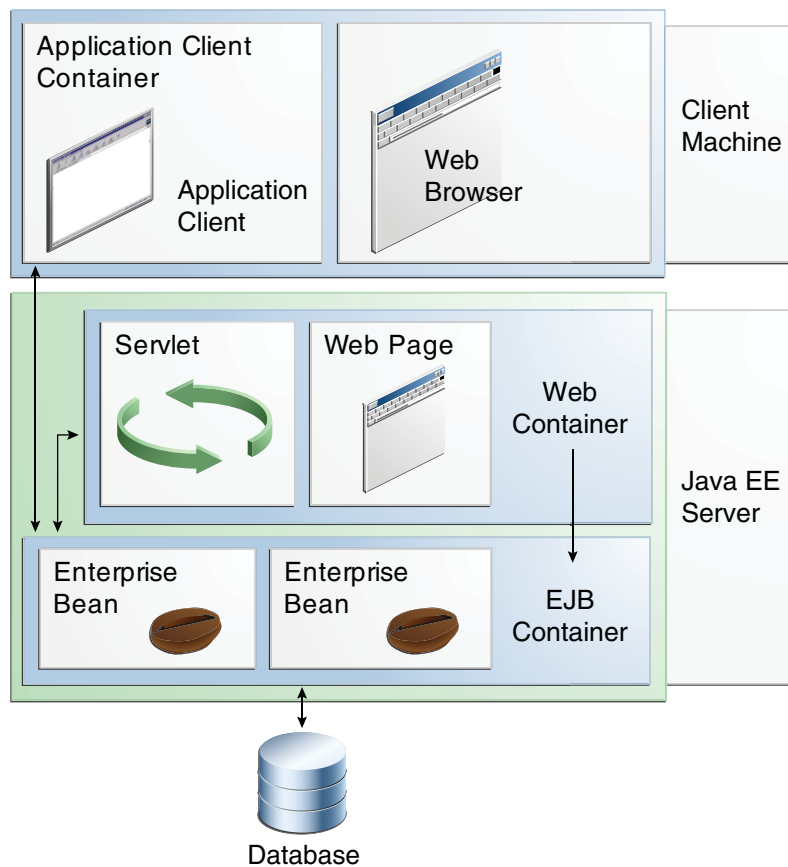 Application Client
Container
Application
Client
Web
Browser
Client
Machine
Servlet
Web Page
Web
Container
Java EE
Server
Enterprise
Bean
Enterprise
Bean
EJB
Container
Database